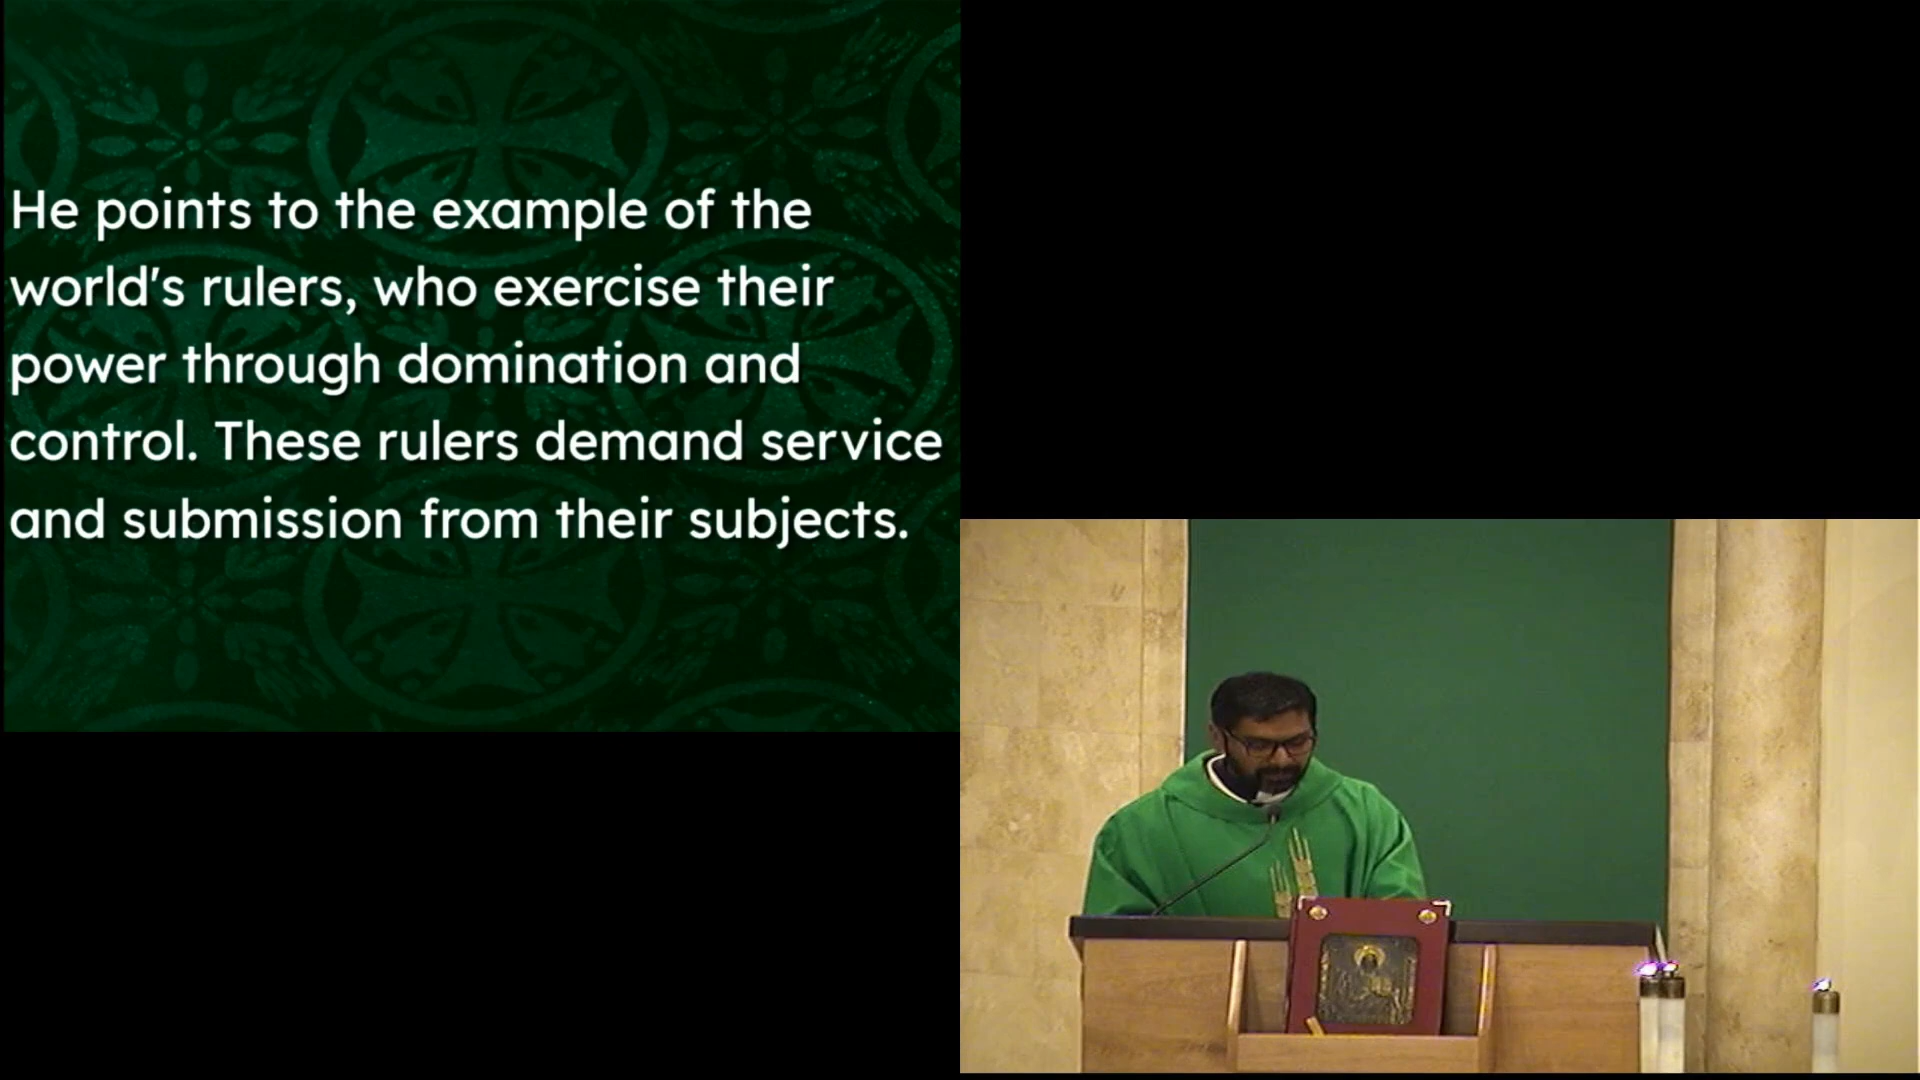 He points to the example of the
world's rulers, who exercise their
power through domination and
control. These rulers demand service
and submission from their subjects.